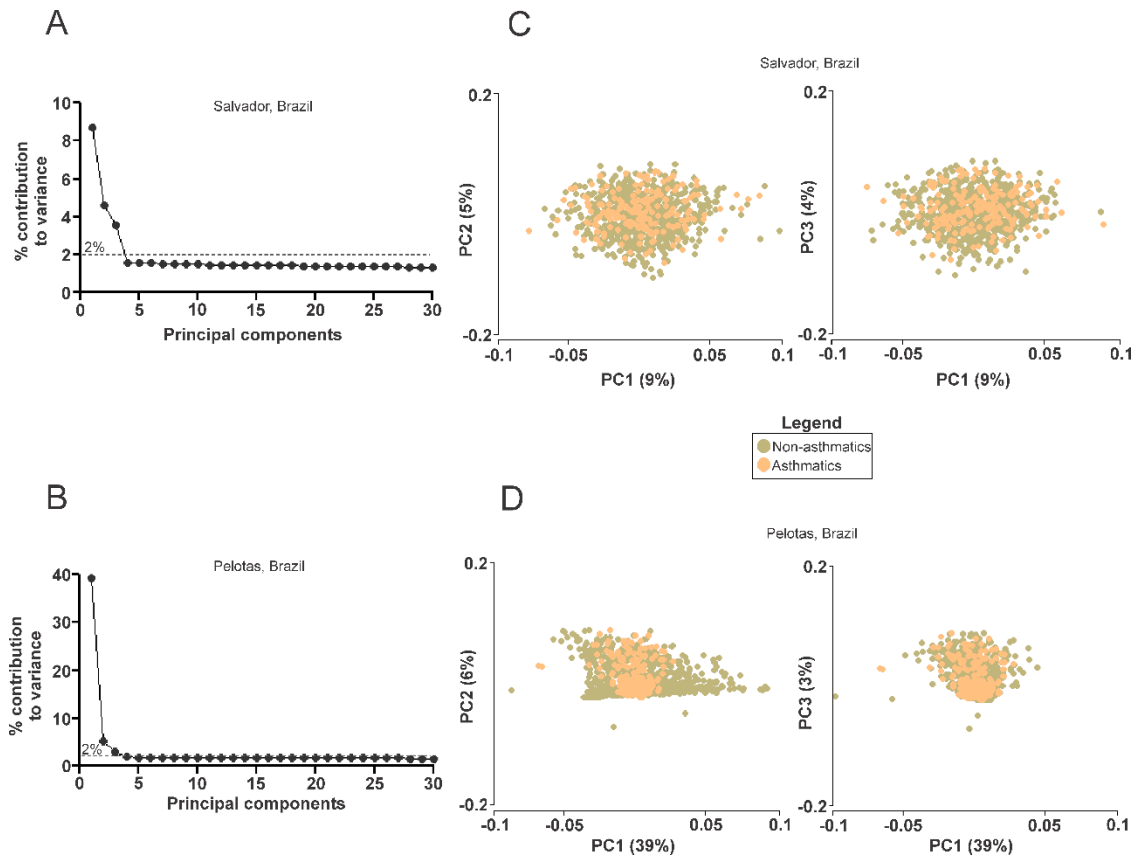 A
Salvador, Brazil
% contribution
to variance
10
8
6
4
2
0
2%
0 5 10 15 20 25 30
Principal components
C
Salvador, Brazil
0.2
PC2 (5%)
-0.2
-0.1 -0.05 0.05 0.1
PC1 (9%)
0.2
PC3 (4%)
-0.2
-0.1 -0.05 0.05 0.1
PC1 (9%)
Legend
Non-asthmatics
Asthmatics
B
Pelotas, Brazil
% contribution
to variance
40
30
20
10
0
2%
0 5 10 15 20 25 30
Principal components
D
Pelotas, Brazil
0.2
PC2 (6%)
-0.2
-0.1 -0.05 0.05 0.1
PC1 (39%)
0.2
PC3 (3%)
-0.2
-0.1 -0.05 0.05 0.1
PC1 (39%)